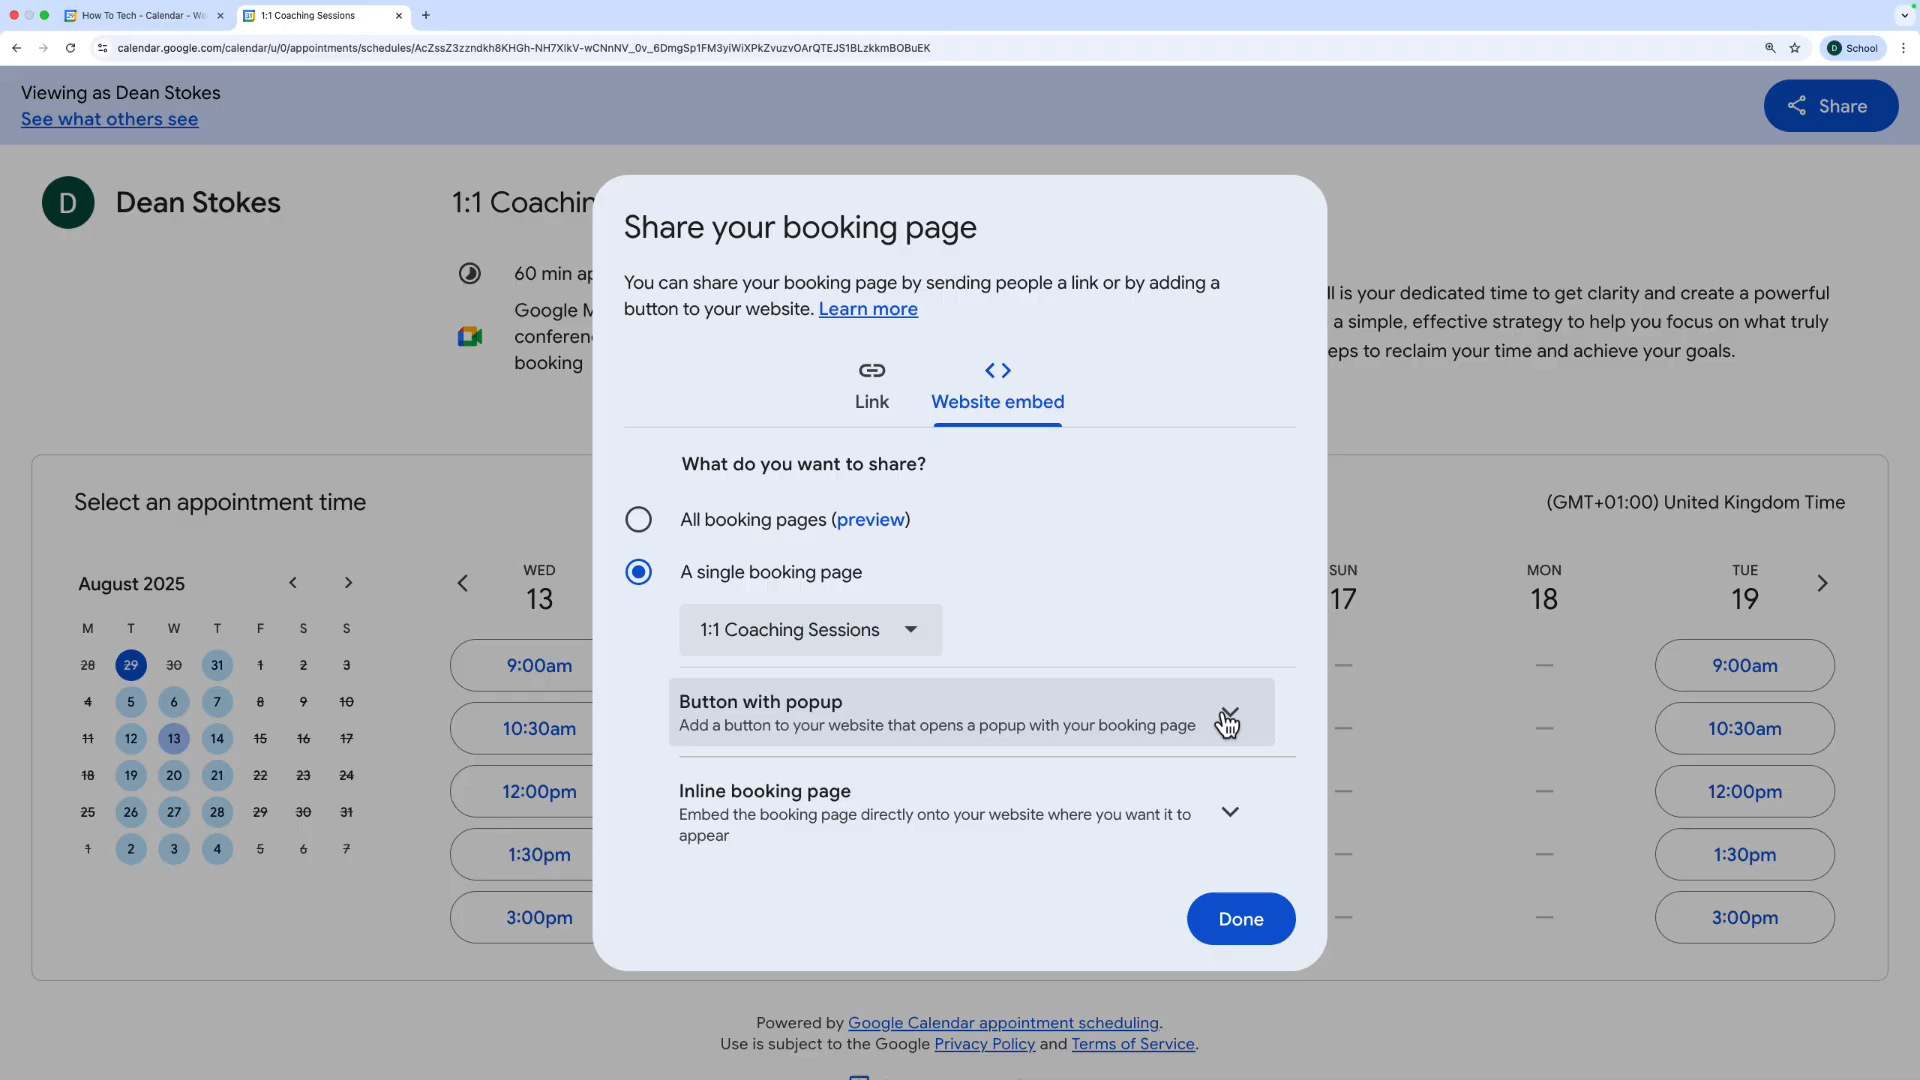 How To Tech - Calendar - We
1:1 Coaching Sessions
calendar.google.com/calendar/u/0/appointments/schedules/AcZssZ3zzndkh8KHGh-NH7XlkV-wCNnNV_0v_6DmgSp1FM3yiWiXPkZvuzvOArQTEJS1BLzkkmBOBuEK
D School
Viewing as Dean Stokes
See what others see
Share
D
Dean Stokes
1:1 Coachin
60 min ap
Google M
conferen
booking
ll is your dedicated time to get clarity and create a powerful
a simple, effective strategy to help you focus on what truly
eps to reclaim your time and achieve your goals.
Share your booking page
You can share your booking page by sending people a link or by adding a
button to your website. Learn more
Link
Website embed
What do you want to share?
All booking pages (preview)
A single booking page
1:1 Coaching Sessions
Button with popup
Add a button to your website that opens a popup with your booking page
Inline booking page
Embed the booking page directly onto your website where you want it to
appear
Done
Select an appointment time
(GMT+01:00) United Kingdom Time
August 2025
M T W T F S S
28 29 30 31 1 2 3
4 5 6 7 8 9 10
11 12 13 14 15 16 17
18 19 20 21 22 23 24
25 26 27 28 29 30 31
1 2 3 4 5 6 7
WED
13
9:00am
10:30am
12:00pm
1:30pm
3:00pm
SUN
17
—
—
—
—
—
MON
18
—
—
—
—
—
TUE
19
9:00am
10:30am
12:00pm
1:30pm
3:00pm
Powered by Google Calendar appointment scheduling.
Use is subject to the Google Privacy Policy and Terms of Service.